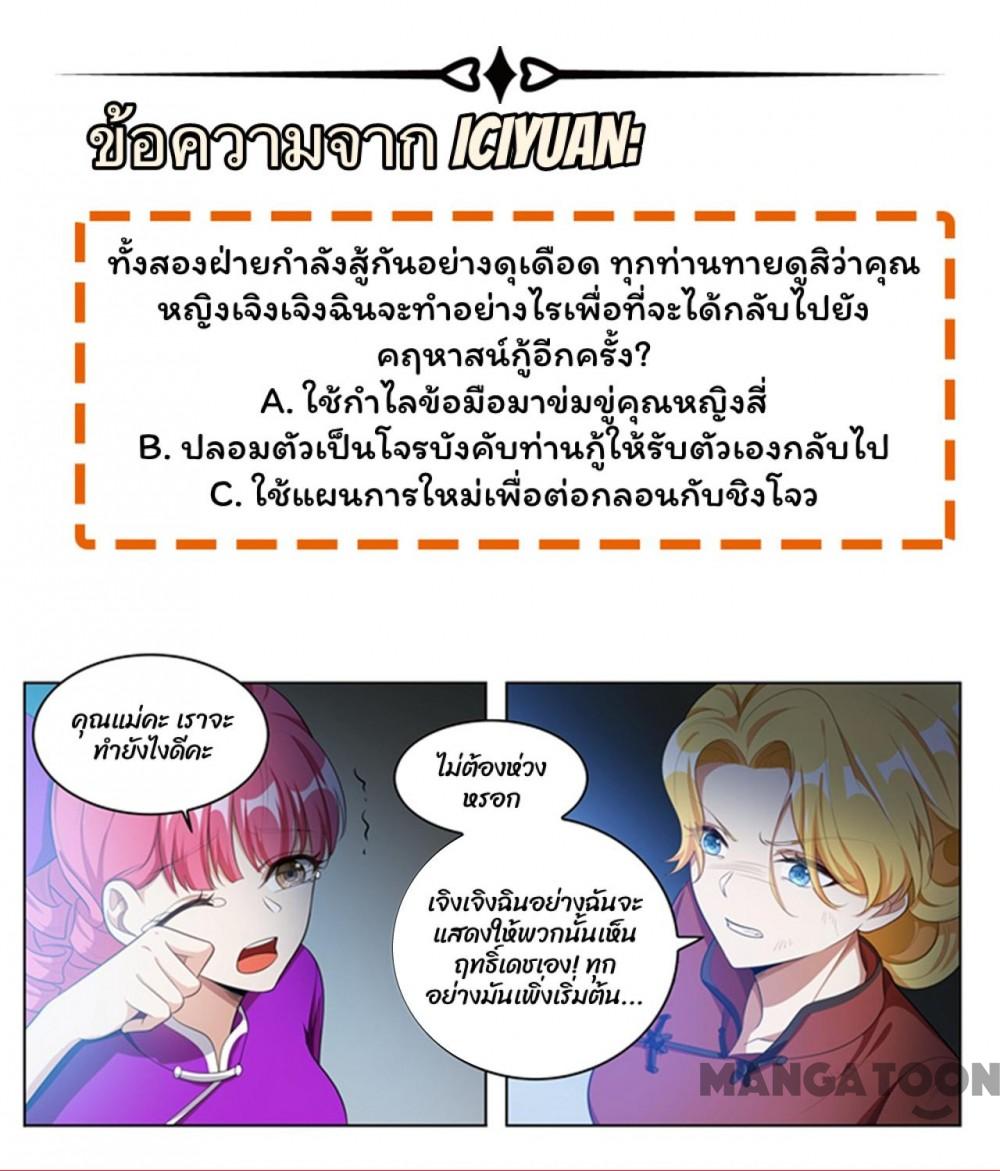 ข้อความจาก ICIYUAN:
ทั้งสองฝ่ายกำลังสู้กันอย่างดุเดือด ทุกท่านทายดูสิว่าคุณ
หญิงเจิงเจิงฉินจะทำอย่างไรเพื่อที่จะได้กลับไปยัง
คฤหาสน์กู้อีกครั้ง?
A. ใช้กำไลข้อมือมาข่มขู่คุณหญิงสี่
B. ปลอมตัวเป็นโจรบังคับท่านกู้ให้รับตัวเองกลับไป
C. ใช้แผนการใหม่เพื่อต่อกลอนกับชิงโจว
คุณแม่คะ เราจะ
ทำยังไงดีคะ
ไม่ต้องห่วง
หรอก
เจิงเจิงฉินอย่างฉันจะ
แสดงให้พวกนั้นเห็น
ฤทธิ์เดชเอง! ทุก
อย่างมันเพิ่งเริ่มต้น...
MANGATOON